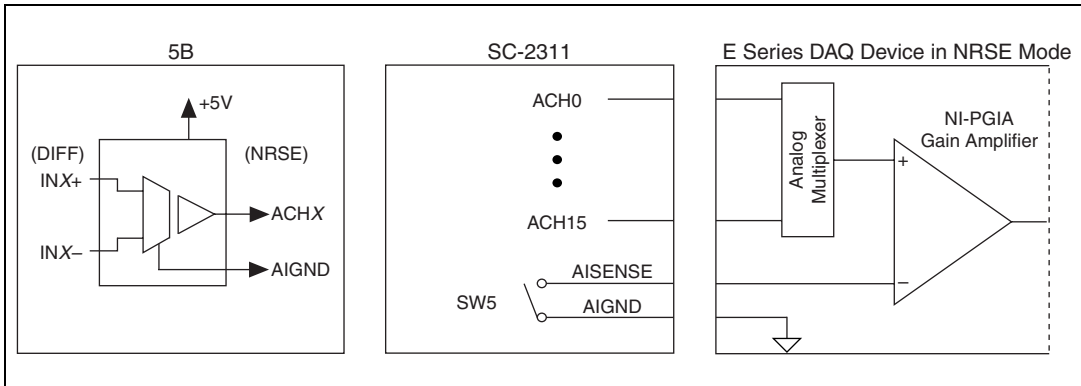 5B
+5V
(DIFF)
(NRSE)
INX+
ACHX
INX–
AIGND
SC-2311
ACH0
ACH15
AISENSE
SW5
AIGND
E Series DAQ Device in NRSE Mode
Analog
Multiplexer
NI-PGIA
Gain Amplifier
+
–